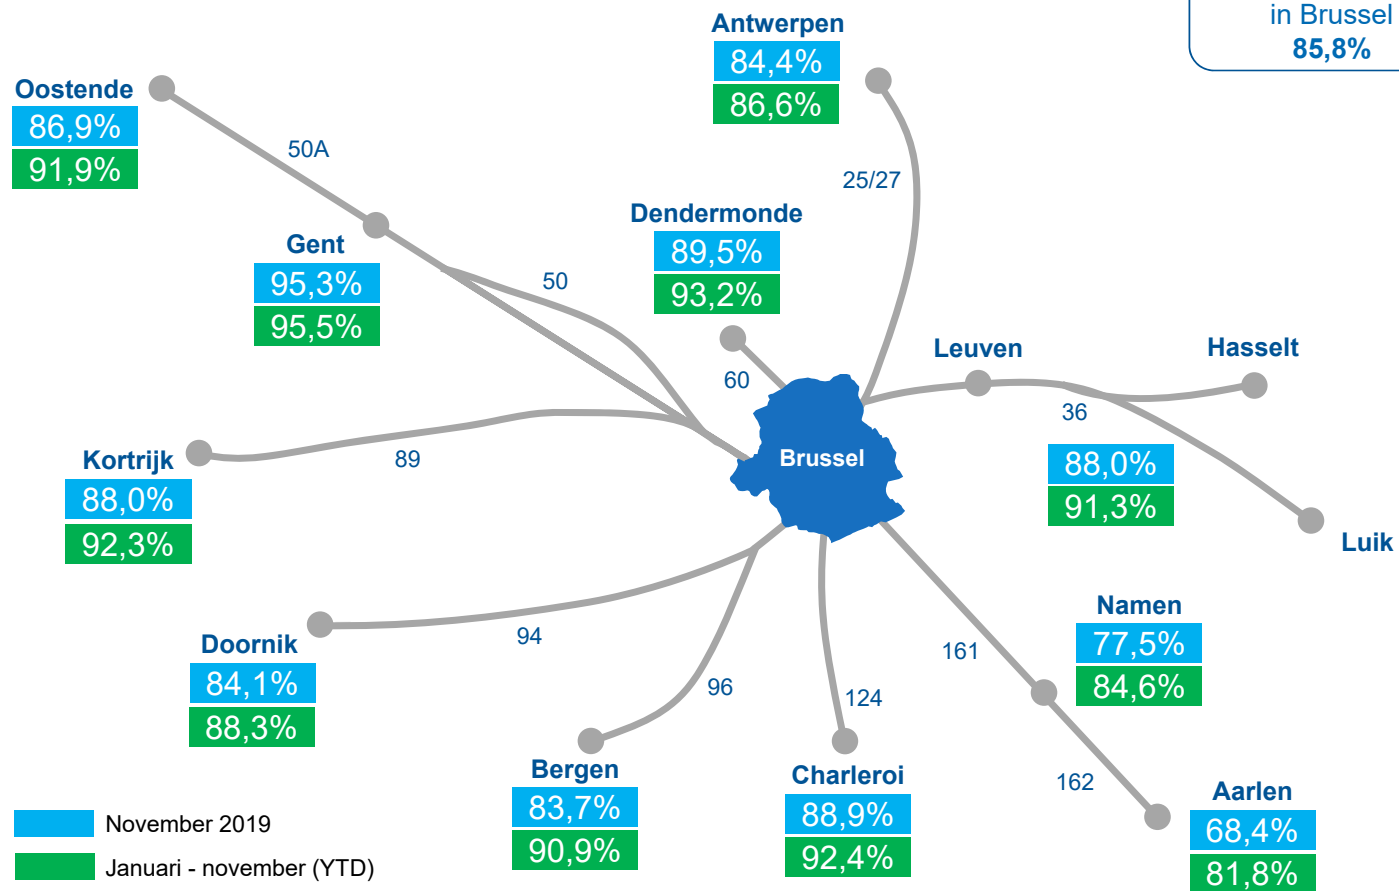 in Brussel
85,8%
Antwerpen
84,4%
86,6%
25/27
Oostende
86,9%
91,9%
50A
Gent
95,3%
95,5%
50
Dendermonde
89,5%
93,2%
60
Leuven
Hasselt
36
88,0%
91,3%
Luik
Brussel
Kortrijk
88,0%
92,3%
89
Doornik
84,1%
88,3%
94
Bergen
83,7%
90,9%
96
Charleroi
88,9%
92,4%
124
Namen
77,5%
84,6%
161
Aarlen
68,4%
81,8%
162
November 2019
Januari - november (YTD)